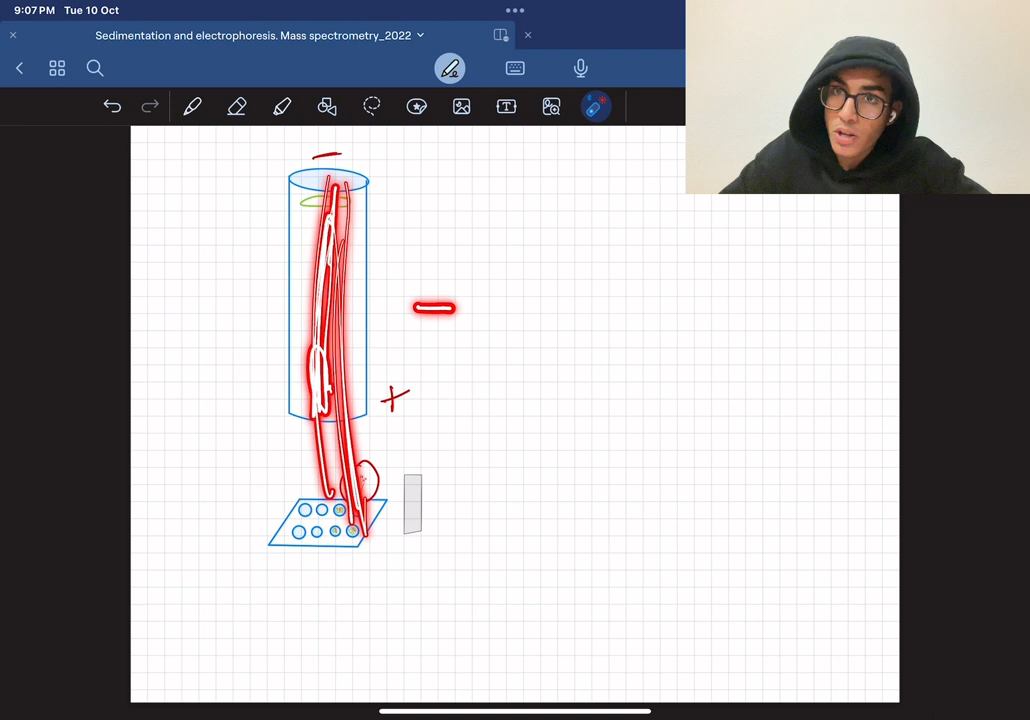 9:07 PM Tue 10 Oct
Sedimentation and electrophoresis. Mass spectrometry_2022
T
−
−
+